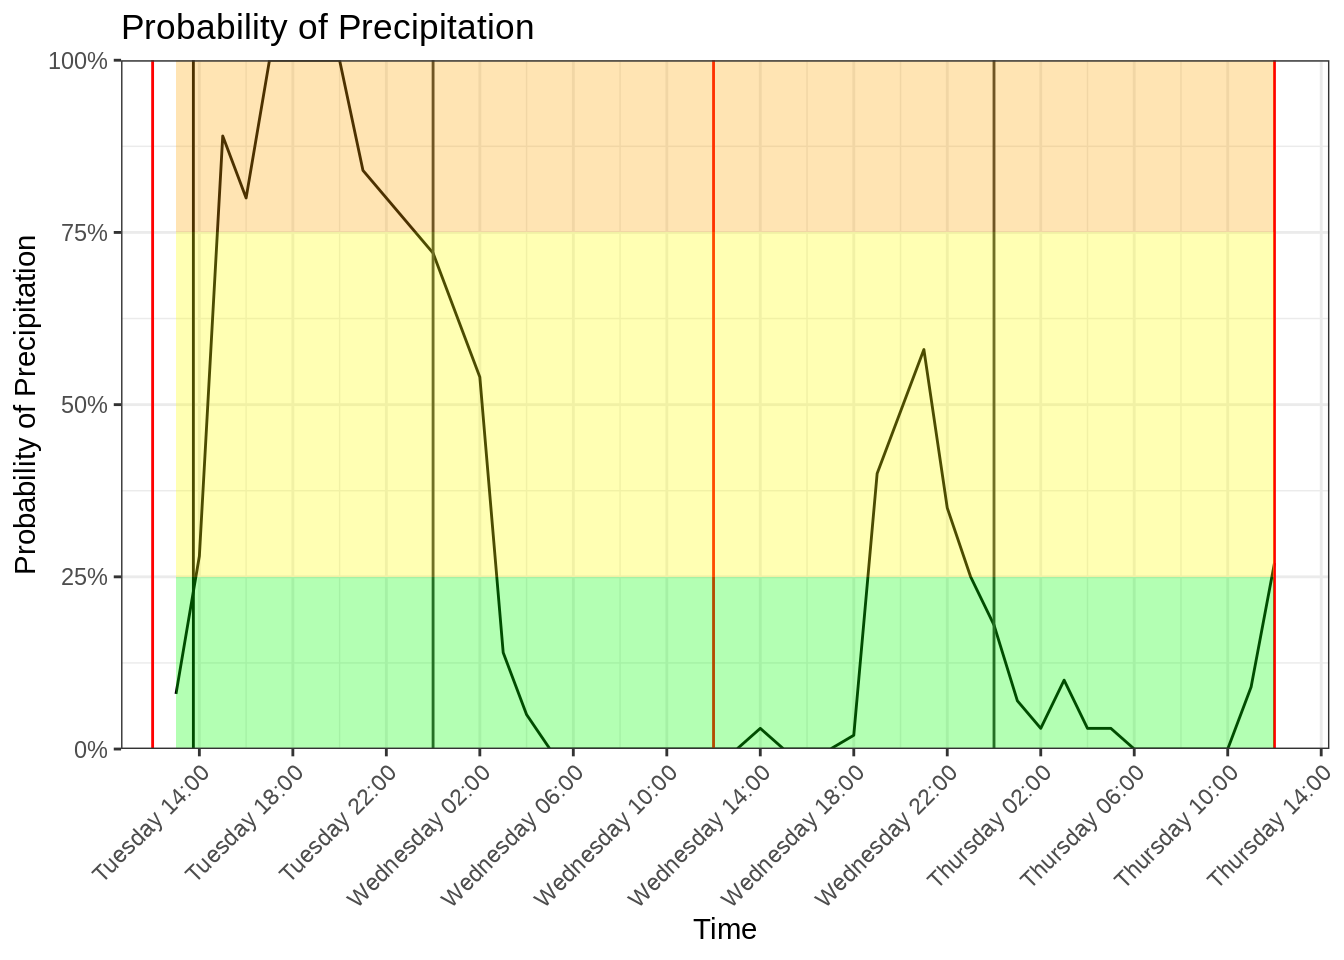 Probability of Precipitation
Probability of Precipitation
100%
75%
50%
25%
0%
Tuesday 14:00
Tuesday 18:00
Tuesday 22:00
Wednesday 02:00
Wednesday 06:00
Wednesday 10:00
Wednesday 14:00
Wednesday 18:00
Wednesday 22:00
Thursday 02:00
Thursday 06:00
Thursday 10:00
Thursday 14:00
Time